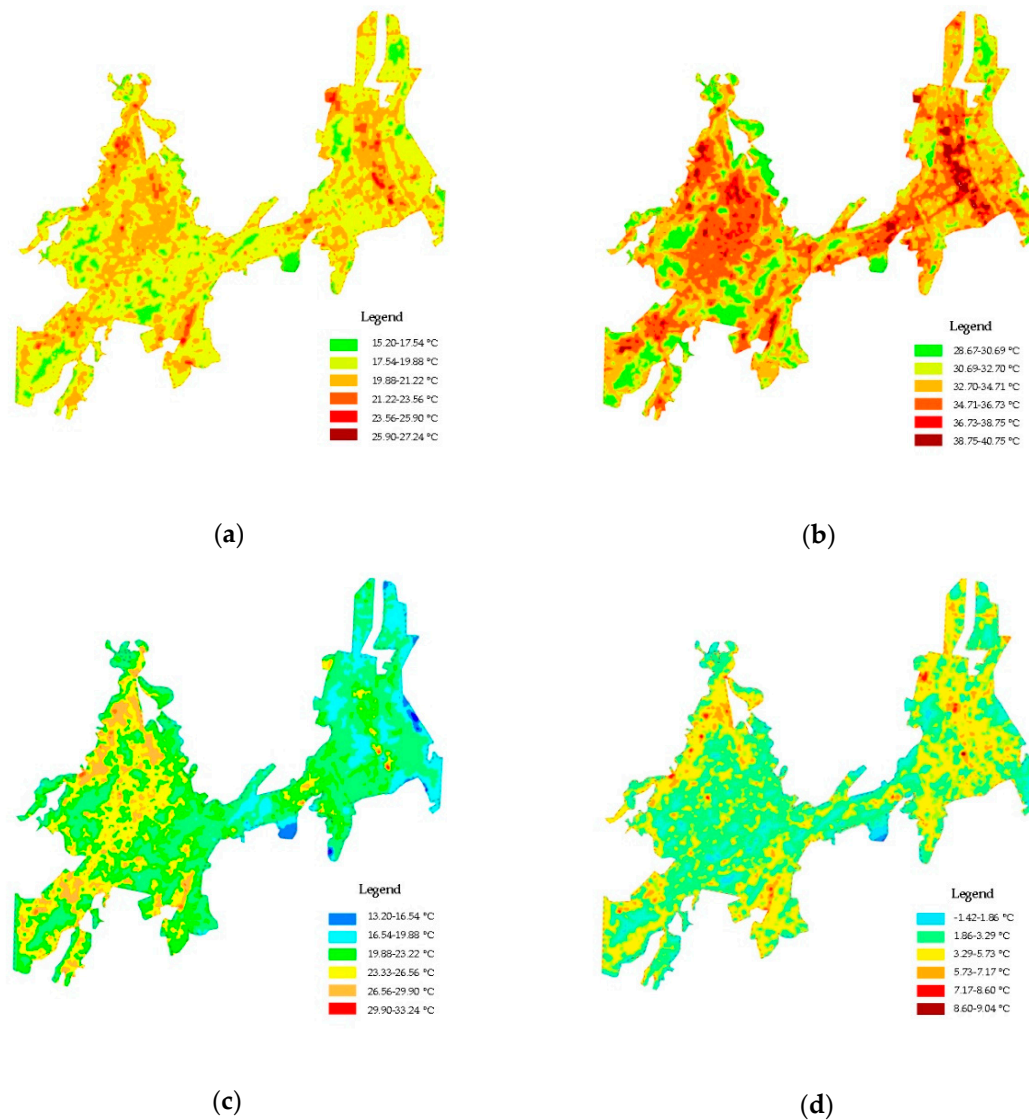 Legend
15.20-17.54 °C
17.54-19.88 °C
19.88-21.22 °C
21.22-23.56 °C
23.56-25.90 °C
25.90-27.24 °C
(a)
Legend
28.67-30.69 °C
30.69-32.70 °C
32.70-34.71 °C
34.71-36.73 °C
36.73-38.75 °C
38.75-40.75 °C
(b)
Legend
13.20-16.54 °C
16.54-19.88 °C
19.88-23.22 °C
23.33-26.56 °C
26.56-29.90 °C
29.90-33.24 °C
(c)
Legend
-1.42-1.86 °C
1.86-3.29 °C
3.29-5.73 °C
5.73-7.17 °C
7.17-8.60 °C
8.60-9.04 °C
(d)